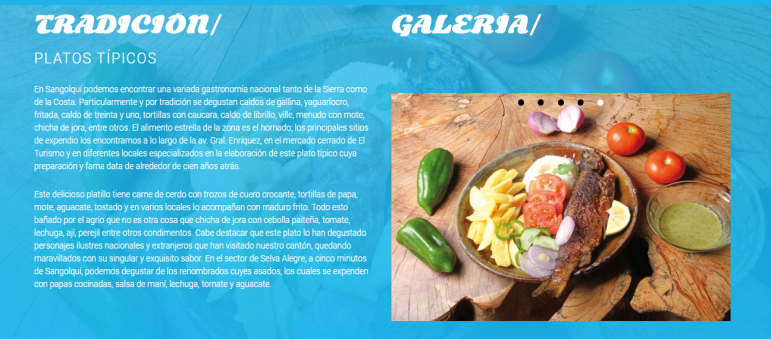 TRADICIÓN/
PLATOS TÍPICOS
En Sangolquí podemos encontrar una variada gastronomía nacional tanto de la Sierra como
de la Costa. Particularmente y por tradición se degustan caldos de gallina, yaguarlocro,
fritada, caldo de treinta y uno, tortillas con caucara, caldo de librillo, ville, menudo con mote,
chicha de jora, entre otros. El alimento estrella de la zona es el hornado; los principales sitios
de expendio los encontramos a lo largo de la av. Gral. Enríquez, en el mercado cerrado de El
Turismo y en diferentes locales especializados en la elaboración de este plato típico cuya
preparación y fama data de alrededor de cien años atrás.
Este delicioso platillo tiene carne de cerdo con trozos de cuero crocante, tortillas de papa,
mote, aguacate, tostado y en varios locales lo acompañan con maduro frito. Todo esto
bañado por el agrio que no es otra cosa que chicha de jora con cebolla paiteña, tomate,
lechuga, ají, perejil entre otros condimentos. Cabe destacar que este plato lo han degustado
personajes ilustres nacionales y extranjeros que han visitado nuestro cantón, quedando
maravillados con su singular y exquisito sabor. En el sector de Selva Alegre, a cinco minutos
de Sangolquí, podemos degustar de los renombrados cuyes asados, los cuales se expenden
con papas cocinadas, salsa de maní, lechuga, tomate y aguacate.
GALERIA/